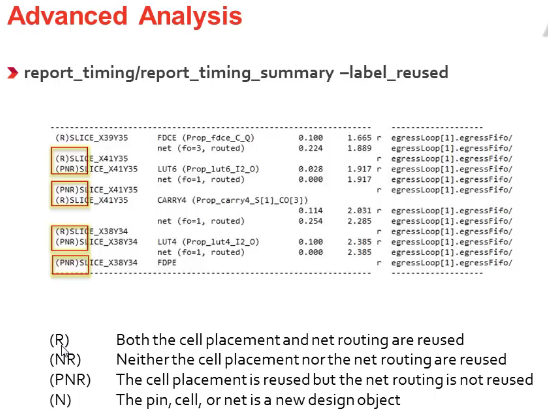 Advanced Analysis
report_timing/report_timing_summary –label_reused
(R)SLICE_X39Y35 FDCE (Prop_fdce_C_Q) 0.100 1.665 r egressLoop[1].egressFifo/
net (fo=3, routed) 0.224 1.889 egressLoop[1].egressFifo/
(R)SLICE_X41Y35 r egressLoop[1].egressFifo/
(PNR)SLICE_X41Y35 LUT6 (Prop_lut6_I2_O) 0.028 1.917 r egressLoop[1].egressFifo/
net (fo=1, routed) 0.000 1.917 egressLoop[1].egressFifo/
(PNR)SLICE_X41Y35 r egressLoop[1].egressFifo/
(R)SLICE_X41Y35 CARRY4 (Prop_carry4_S[1]_CO[3])
0.114 2.031 r egressLoop[1].egressFifo/
net (fo=1, routed) 0.254 2.285 egressLoop[1].egressFifo/
(R)SLICE_X38Y34 r egressLoop[1].egressFifo/
(PNR)SLICE_X38Y34 LUT4 (Prop_lut4_I2_O) 0.100 2.385 r egressLoop[1].egressFifo/
net (fo=1, routed) 0.000 2.385 egressLoop[1].egressFifo/
(PNR)SLICE_X38Y34 FDPE r egressLoop[1].egressFifo/
(R) Both the cell placement and net routing are reused
(NR) Neither the cell placement nor the net routing are reused
(PNR) The cell placement is reused but the net routing is not reused
(N) The pin, cell, or net is a new design object